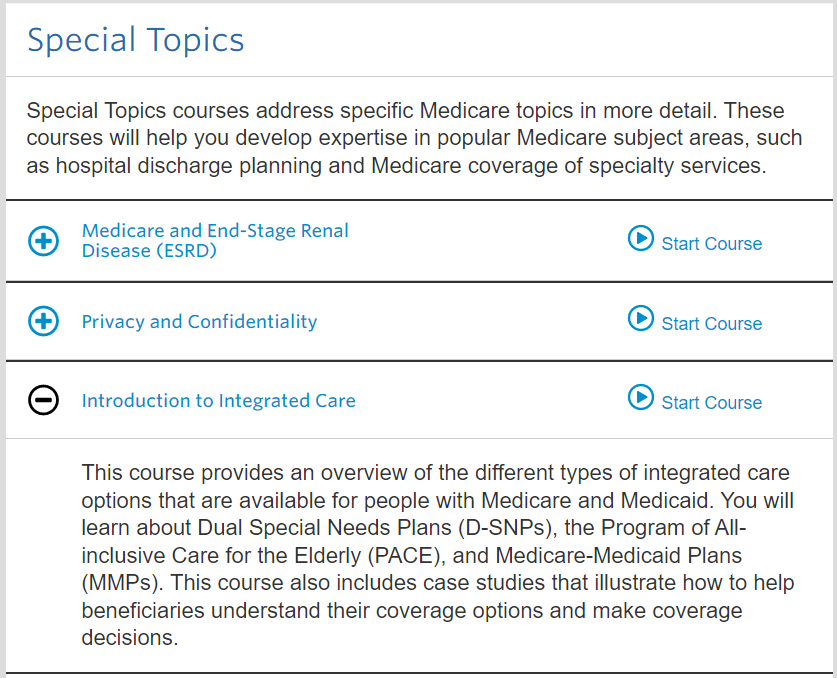 Special Topics
Special Topics courses address specific Medicare topics in more detail. These
courses will help you develop expertise in popular Medicare subject areas, such
as hospital discharge planning and Medicare coverage of specialty services.
Medicare and End-Stage Renal
Disease (ESRD)
Start Course
Privacy and Confidentiality
Start Course
Introduction to Integrated Care
Start Course
This course provides an overview of the different types of integrated care
options that are available for people with Medicare and Medicaid. You will
learn about Dual Special Needs Plans (D-SNPs), the Program of All-
inclusive Care for the Elderly (PACE), and Medicare-Medicaid Plans
(MMPs). This course also includes case studies that illustrate how to help
beneficiaries understand their coverage options and make coverage
decisions.